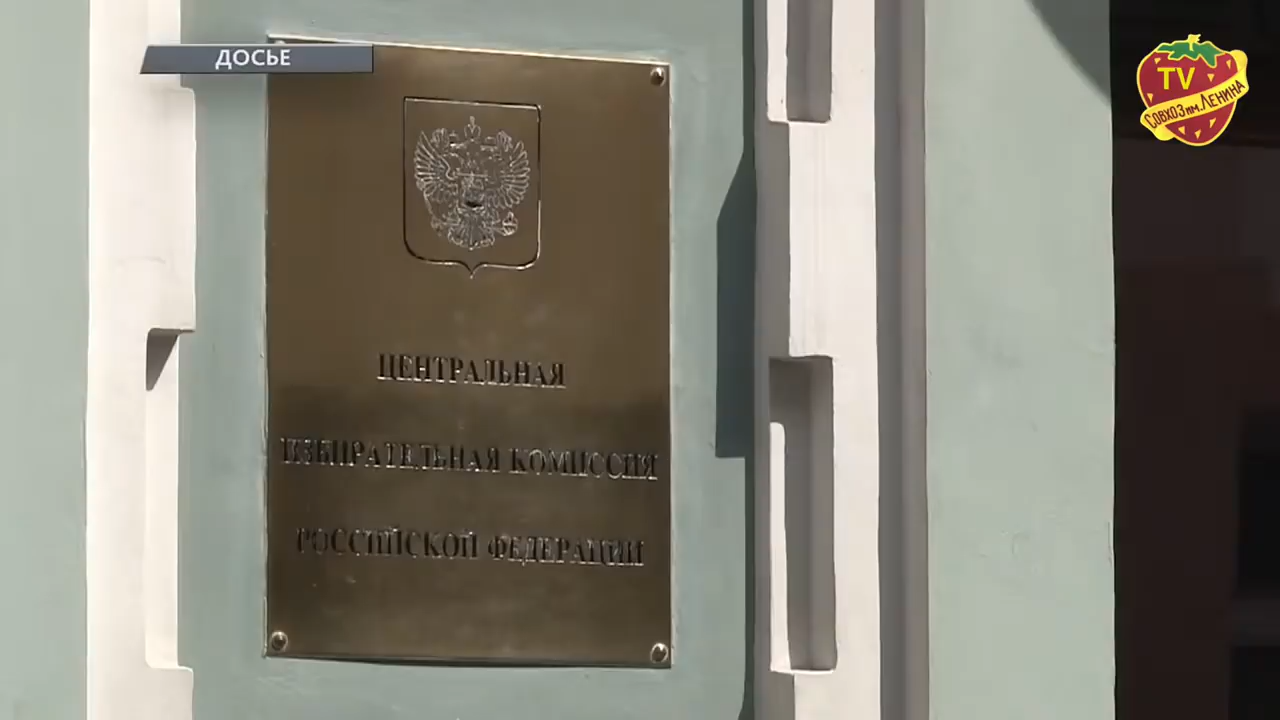 ДОСЬЕ
TV
СОВХОЗ им. ЛЕНИНА
ЦЕНТРАЛЬНАЯ
ИЗБИРАТЕЛЬНАЯ КОМИССИЯ
РОССИЙСКОЙ ФЕДЕРАЦИИ